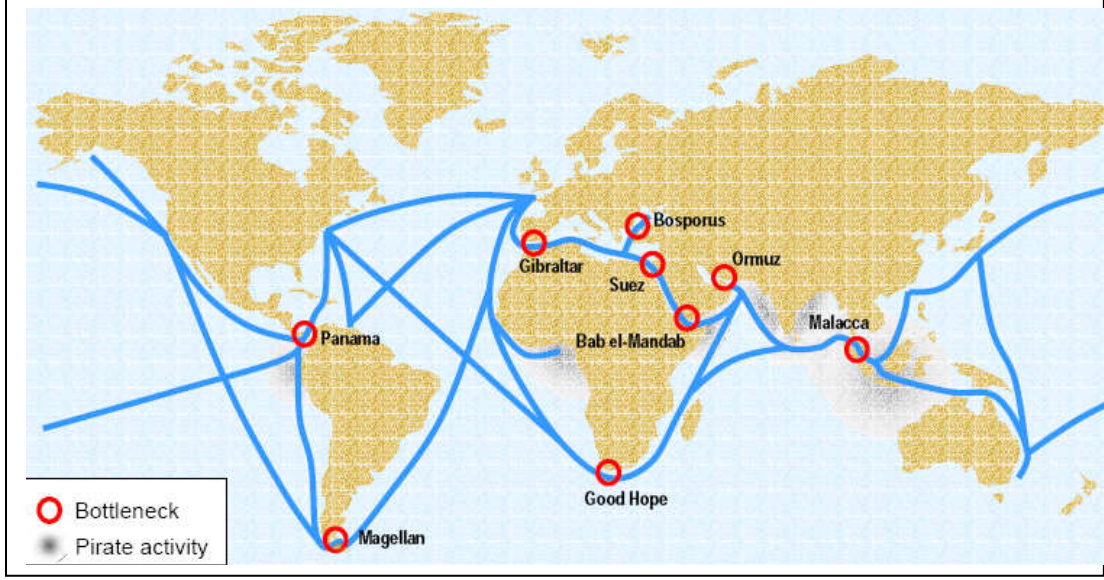 Bosporus
Gibraltar
Ormuz
Suez
Malacca
Panama
Bab el-Mandab
Good Hope
Bottleneck
Magellan
Pirate activity